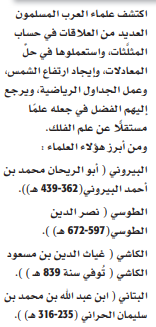 اكتشف علماء العرب المسلمون
العديد من العلاقات في حساب
المثلَّثات، واستعملوها في حلِّ
المعادلات، وإيجاد ارتفاع الشمس،
وعمل الجداول الرياضية، ويرجع
إليهم الفضل في جعله علمًا
مستقلًا عن علم الفلك.
ومن أبرز هؤلاء العلماء :
البيروني ( أبو الريحان محمد بن
أحمد البيروني(362-439 هـ)).
الطوسي ( نصر الدين
الطوسي(597-672 هـ) ).
الكاشي ( غياث الدين بن مسعود
الكاشي ( تُوفي سنة 839 هـ ) ).
البتاني ( ابن عبد الله بن محمد بن
سليمان الحراني (235-316 هـ) ).